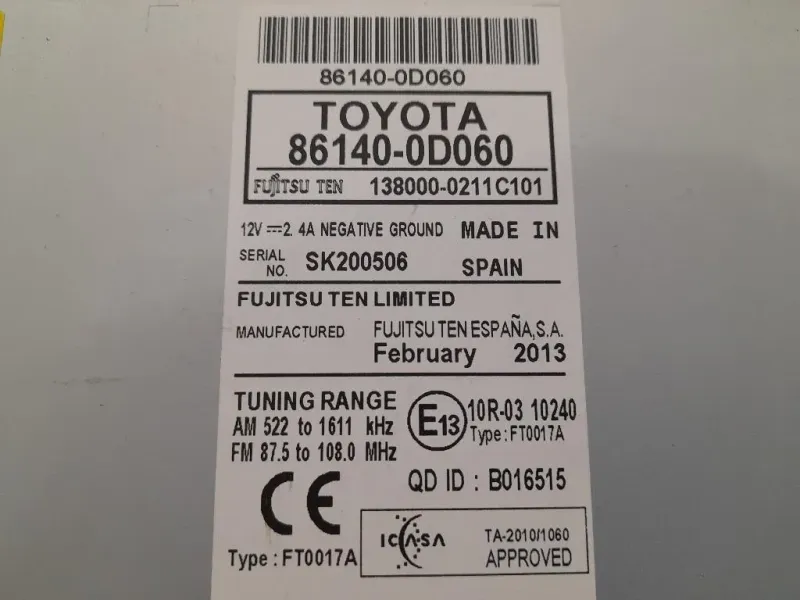 86140-0D060
TOYOTA
86140-0D060
FUJITSU TEN 138000-0211C101
12V⎓2. 4A NEGATIVE GROUND MADE IN
SERIAL NO. SK200506 SPAIN
FUJITSU TEN LIMITED
MANUFACTURED FUJITSU TEN ESPAÑA,S.A.
February 2013
TUNING RANGE
AM 522 to 1611 kHz
FM 87.5 to 108.0 MHz
E13 10R-03 10240
Type:FT0017A
QD ID : B016515
CE
Type : FT0017A
ICASA TA-2010/1060
APPROVED